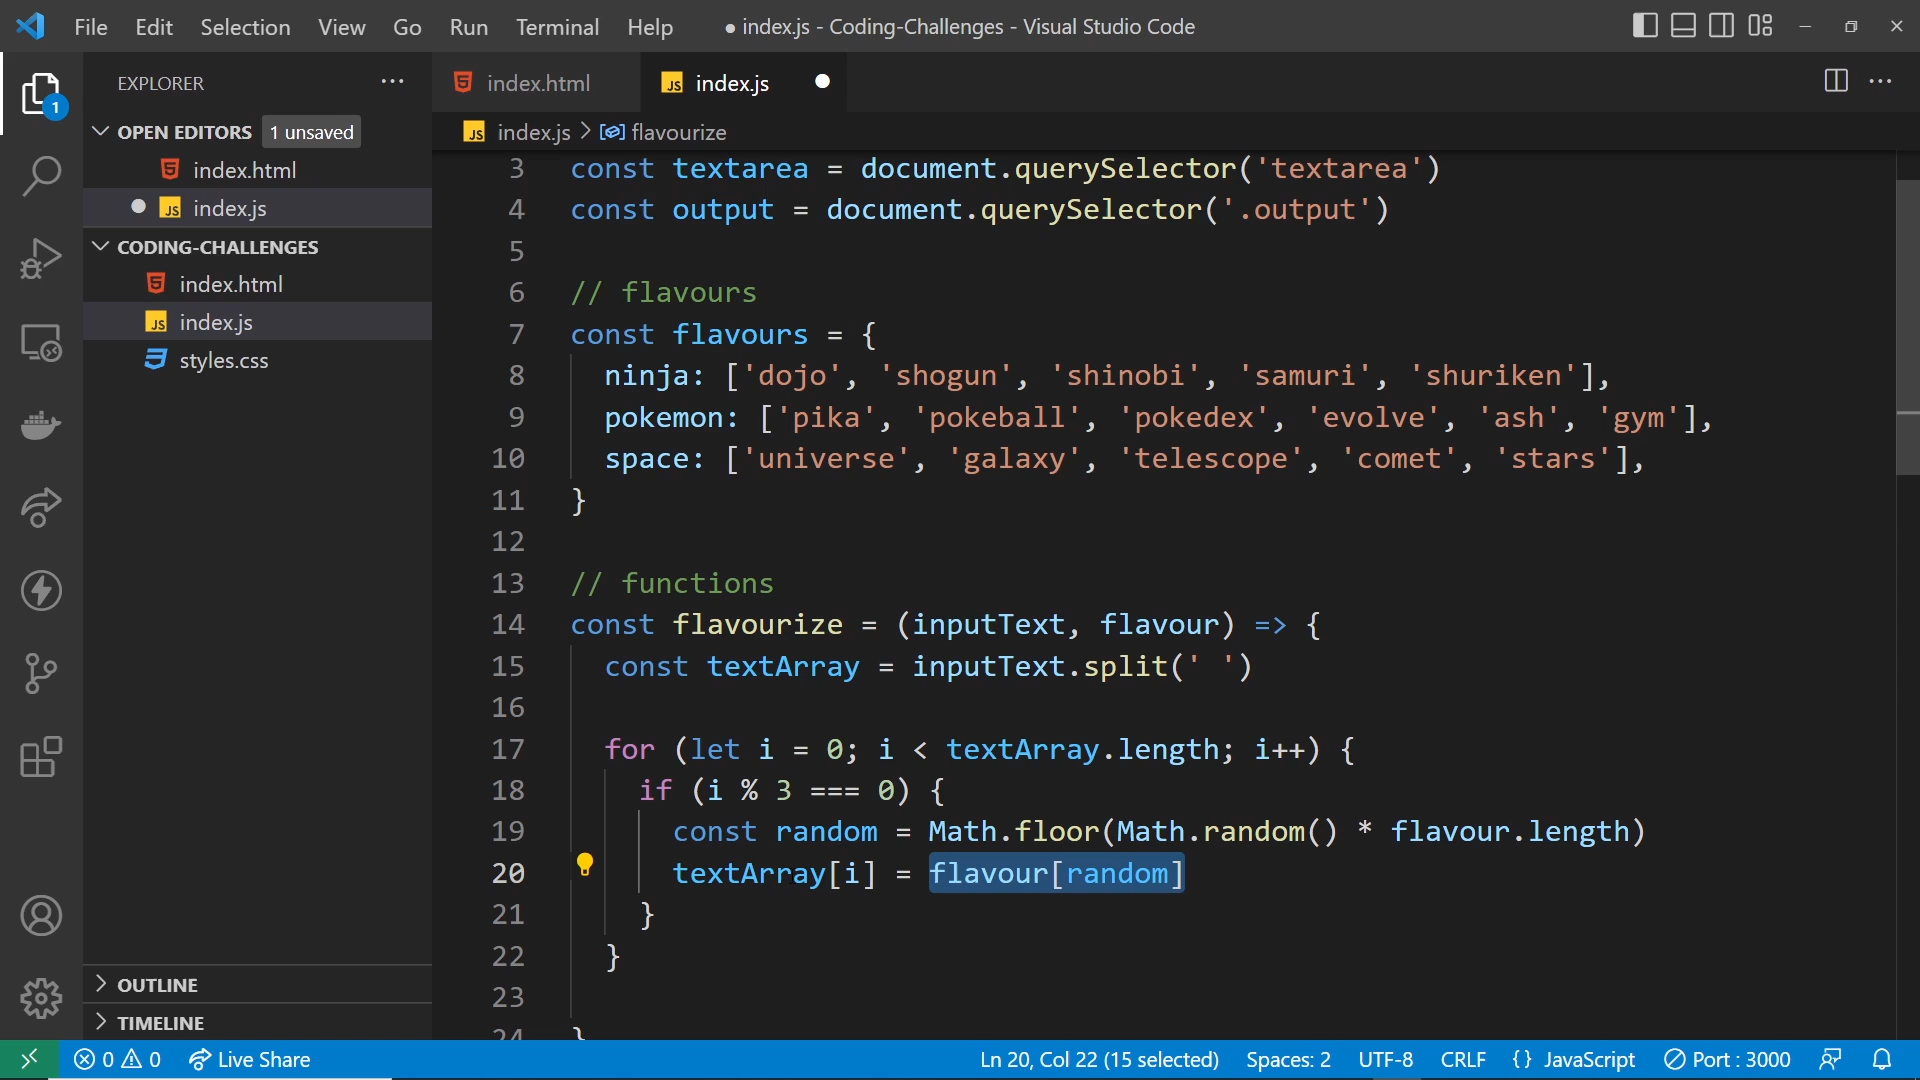 File Edit Selection View Go Run Terminal Help ● index.js - Coding-Challenges - Visual Studio Code
EXPLORER ···
index.html
index.js
OPEN EDITORS 1 unsaved
index.js > flavourize
index.html
index.js
CODING-CHALLENGES
index.html
index.js
styles.css
OUTLINE
TIMELINE
1
3 const textarea = document.querySelector('textarea')
4 const output = document.querySelector('.output')
5
6 // flavours
7 const flavours = {
8 ninja: ['dojo', 'shogun', 'shinobi', 'samuri', 'shuriken'],
9 pokemon: ['pika', 'pokeball', 'pokedex', 'evolve', 'ash', 'gym'],
10 space: ['universe', 'galaxy', 'telescope', 'comet', 'stars'],
11 }
12
13 // functions
14 const flavourize = (inputText, flavour) => {
15 const textArray = inputText.split(' ')
16
17 for (let i = 0; i < textArray.length; i++) {
18 if (i % 3 === 0) {
19 const random = Math.floor(Math.random() * flavour.length)
20 textArray[i] = flavour[random]
21 }
22 }
23
24 }
0 0 Live Share Ln 20, Col 22 (15 selected) Spaces: 2 UTF-8 CRLF {} JavaScript Port : 3000